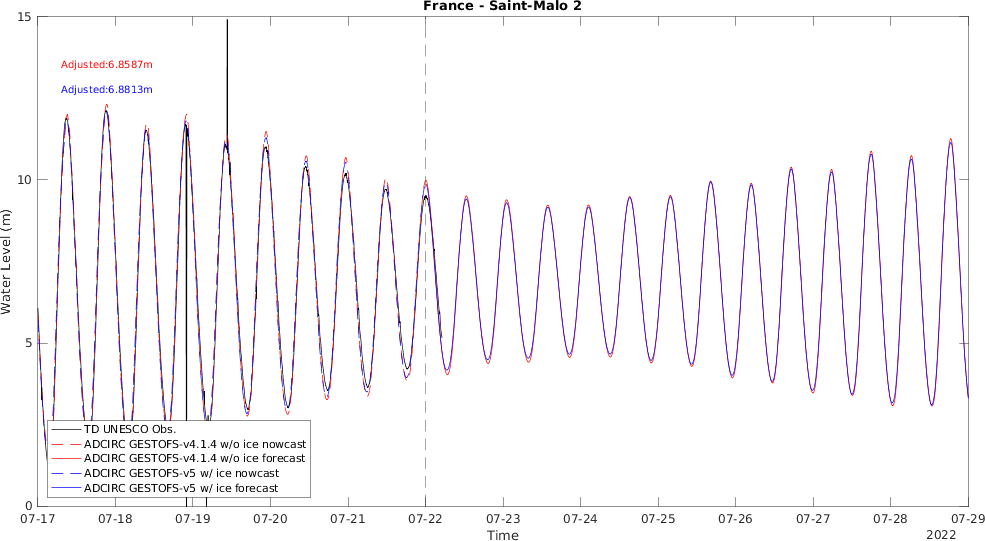 France - Saint-Malo 2
15
Adjusted:6.8587m
Adjusted:6.8813m
10
Water Level (m)
5
TD UNESCO Obs.
ADCIRC GESTOFS-v4.1.4 w/o ice nowcast
ADCIRC GESTOFS-v4.1.4 w/o ice forecast
ADCIRC GESTOFS-v5 w/ ice nowcast
ADCIRC GESTOFS-v5 w/ ice forecast
0
07-17 07-18 07-19 07-20 07-21 07-22 07-23 07-24 07-25 07-26 07-27 07-28 07-29
Time
2022